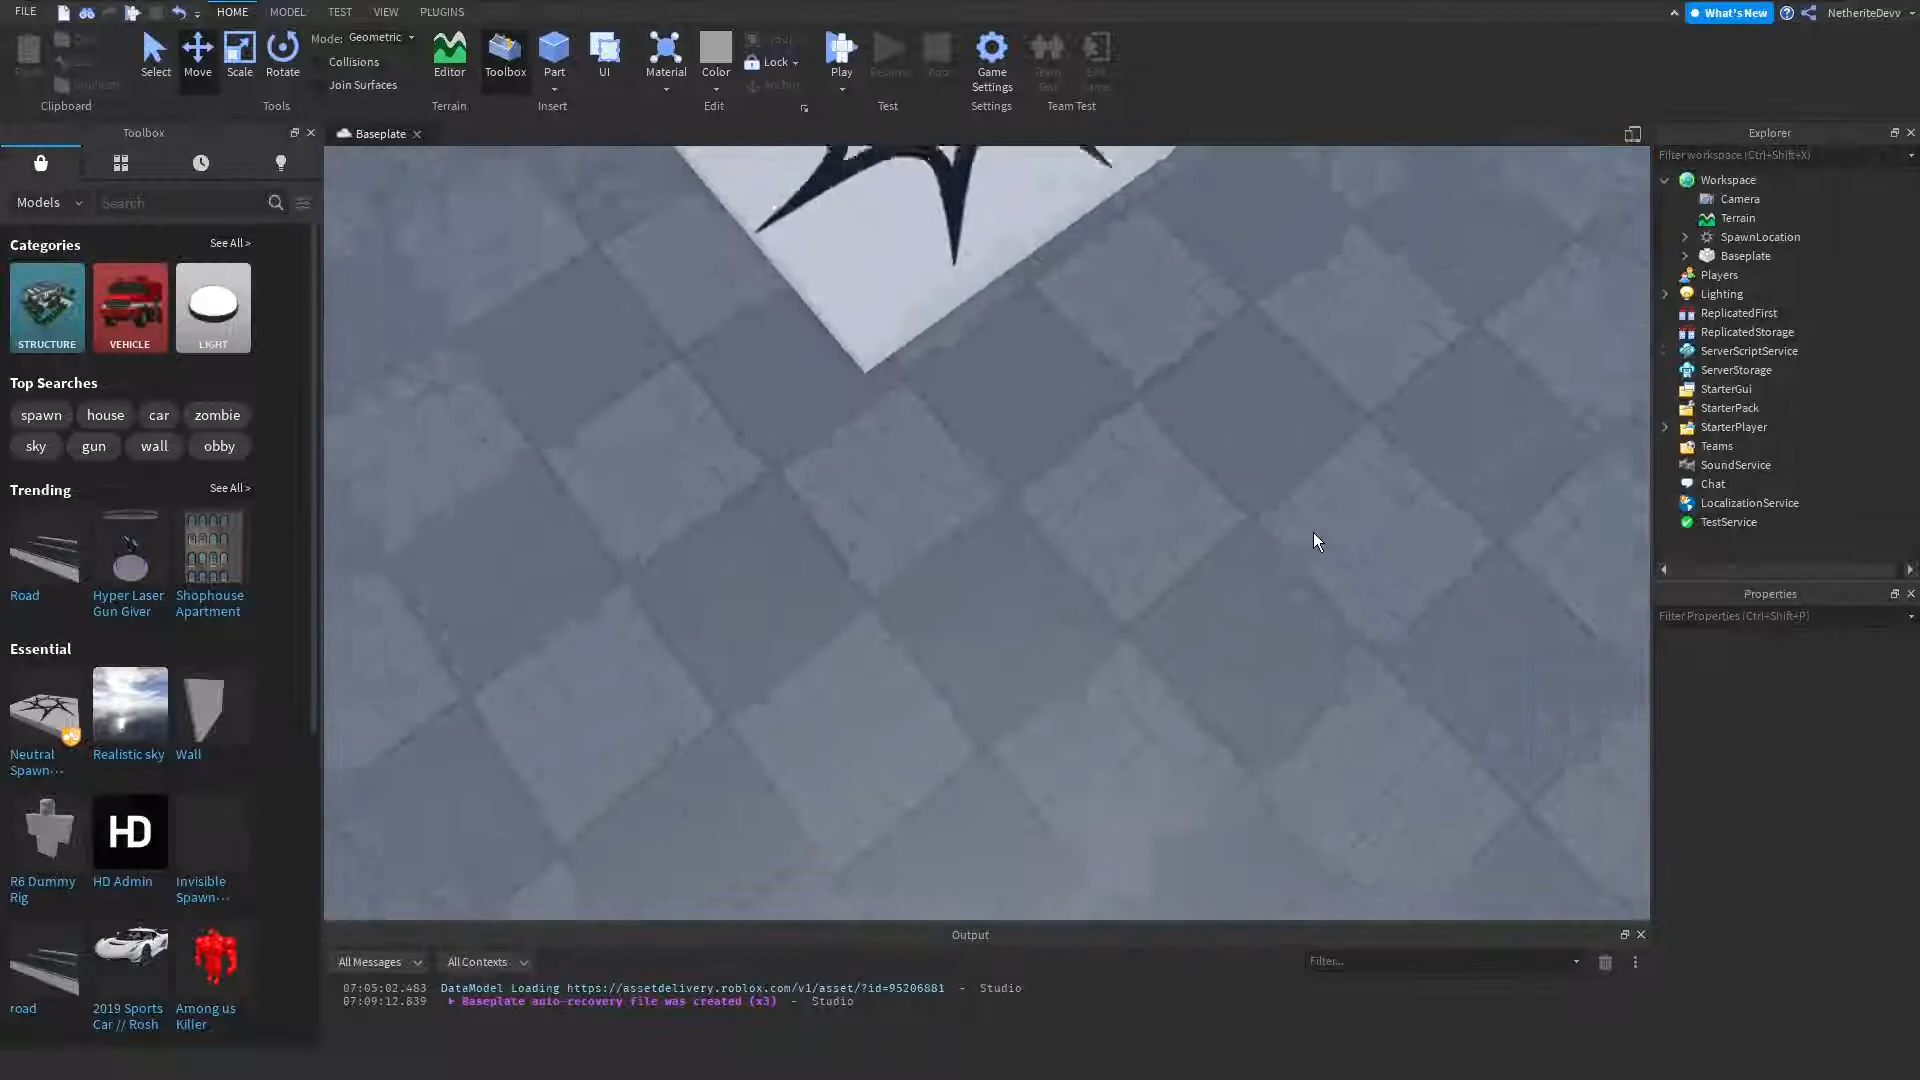 FILE
HOME
MODEL
TEST
VIEW
PLUGINS
What's New
NetheriteDevv
Mode: Geometric
Collisions
Join Surfaces
Select
Move
Scale
Rotate
Editor
Toolbox
Part
UI
Material
Color
Lock
Anchor
Play
Game
Settings
Team
Test
Clipboard
Tools
Terrain
Insert
Edit
Test
Settings
Team Test
Toolbox
Models
Search
Categories
See All >
STRUCTURE
VEHICLE
LIGHT
Top Searches
spawn
house
car
zombie
sky
gun
wall
obby
Trending
See All >
Road
Hyper Laser
Gun Giver
Shophouse
Apartment
Essential
Neutral
Spawn···
Realistic sky
Wall
HD
R6 Dummy
Rig
HD Admin
Invisible
Spawn···
road
2019 Sports
Car // Rosh
Among us
Killer
Baseplate
Output
All Messages
All Contexts
Filter...
07:05:02.483 DataModel Loading https://assetdelivery.roblox.com/v1/asset/?id=95206881 - Studio
07:09:12.839 Baseplate auto-recovery file was created (x3) - Studio
Explorer
Filter workspace (Ctrl+Shift+X)
Workspace
Camera
Terrain
SpawnLocation
Baseplate
Players
Lighting
ReplicatedFirst
ReplicatedStorage
ServerScriptService
ServerStorage
StarterGui
StarterPack
StarterPlayer
Teams
SoundService
Chat
LocalizationService
TestService
Properties
Filter Properties (Ctrl+Shift+P)